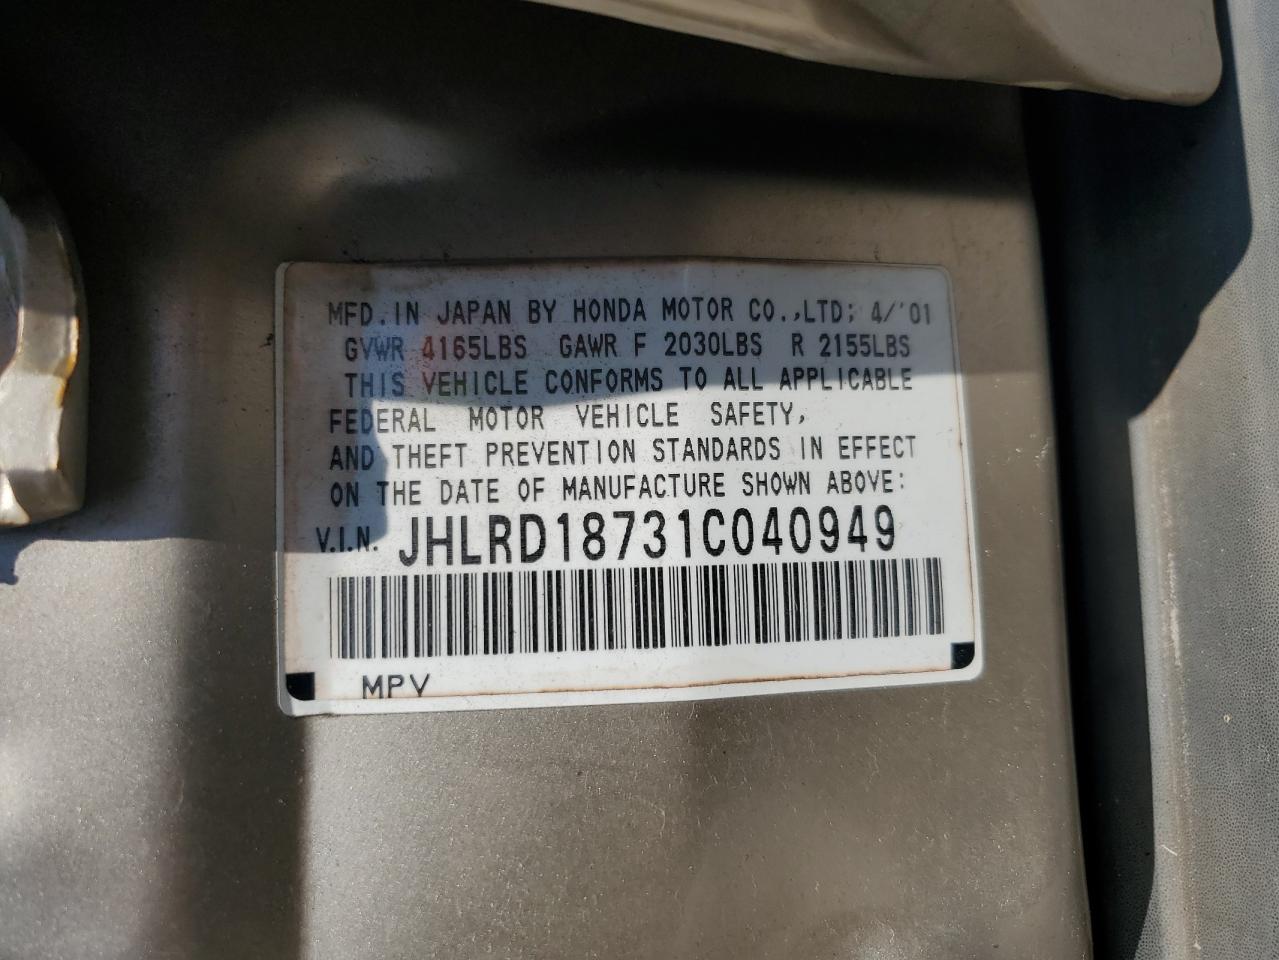 MFD. IN JAPAN BY HONDA MOTOR CO.,LTD; 4/'01
GVWR 4165LBS GAWR F 2030LBS R 2155LBS
THIS VEHICLE CONFORMS TO ALL APPLICABLE
FEDERAL MOTOR VEHICLE SAFETY,
AND THEFT PREVENTION STANDARDS IN EFFECT
ON THE DATE OF MANUFACTURE SHOWN ABOVE:
V.I.N. JHLRD18731C040949
MPV